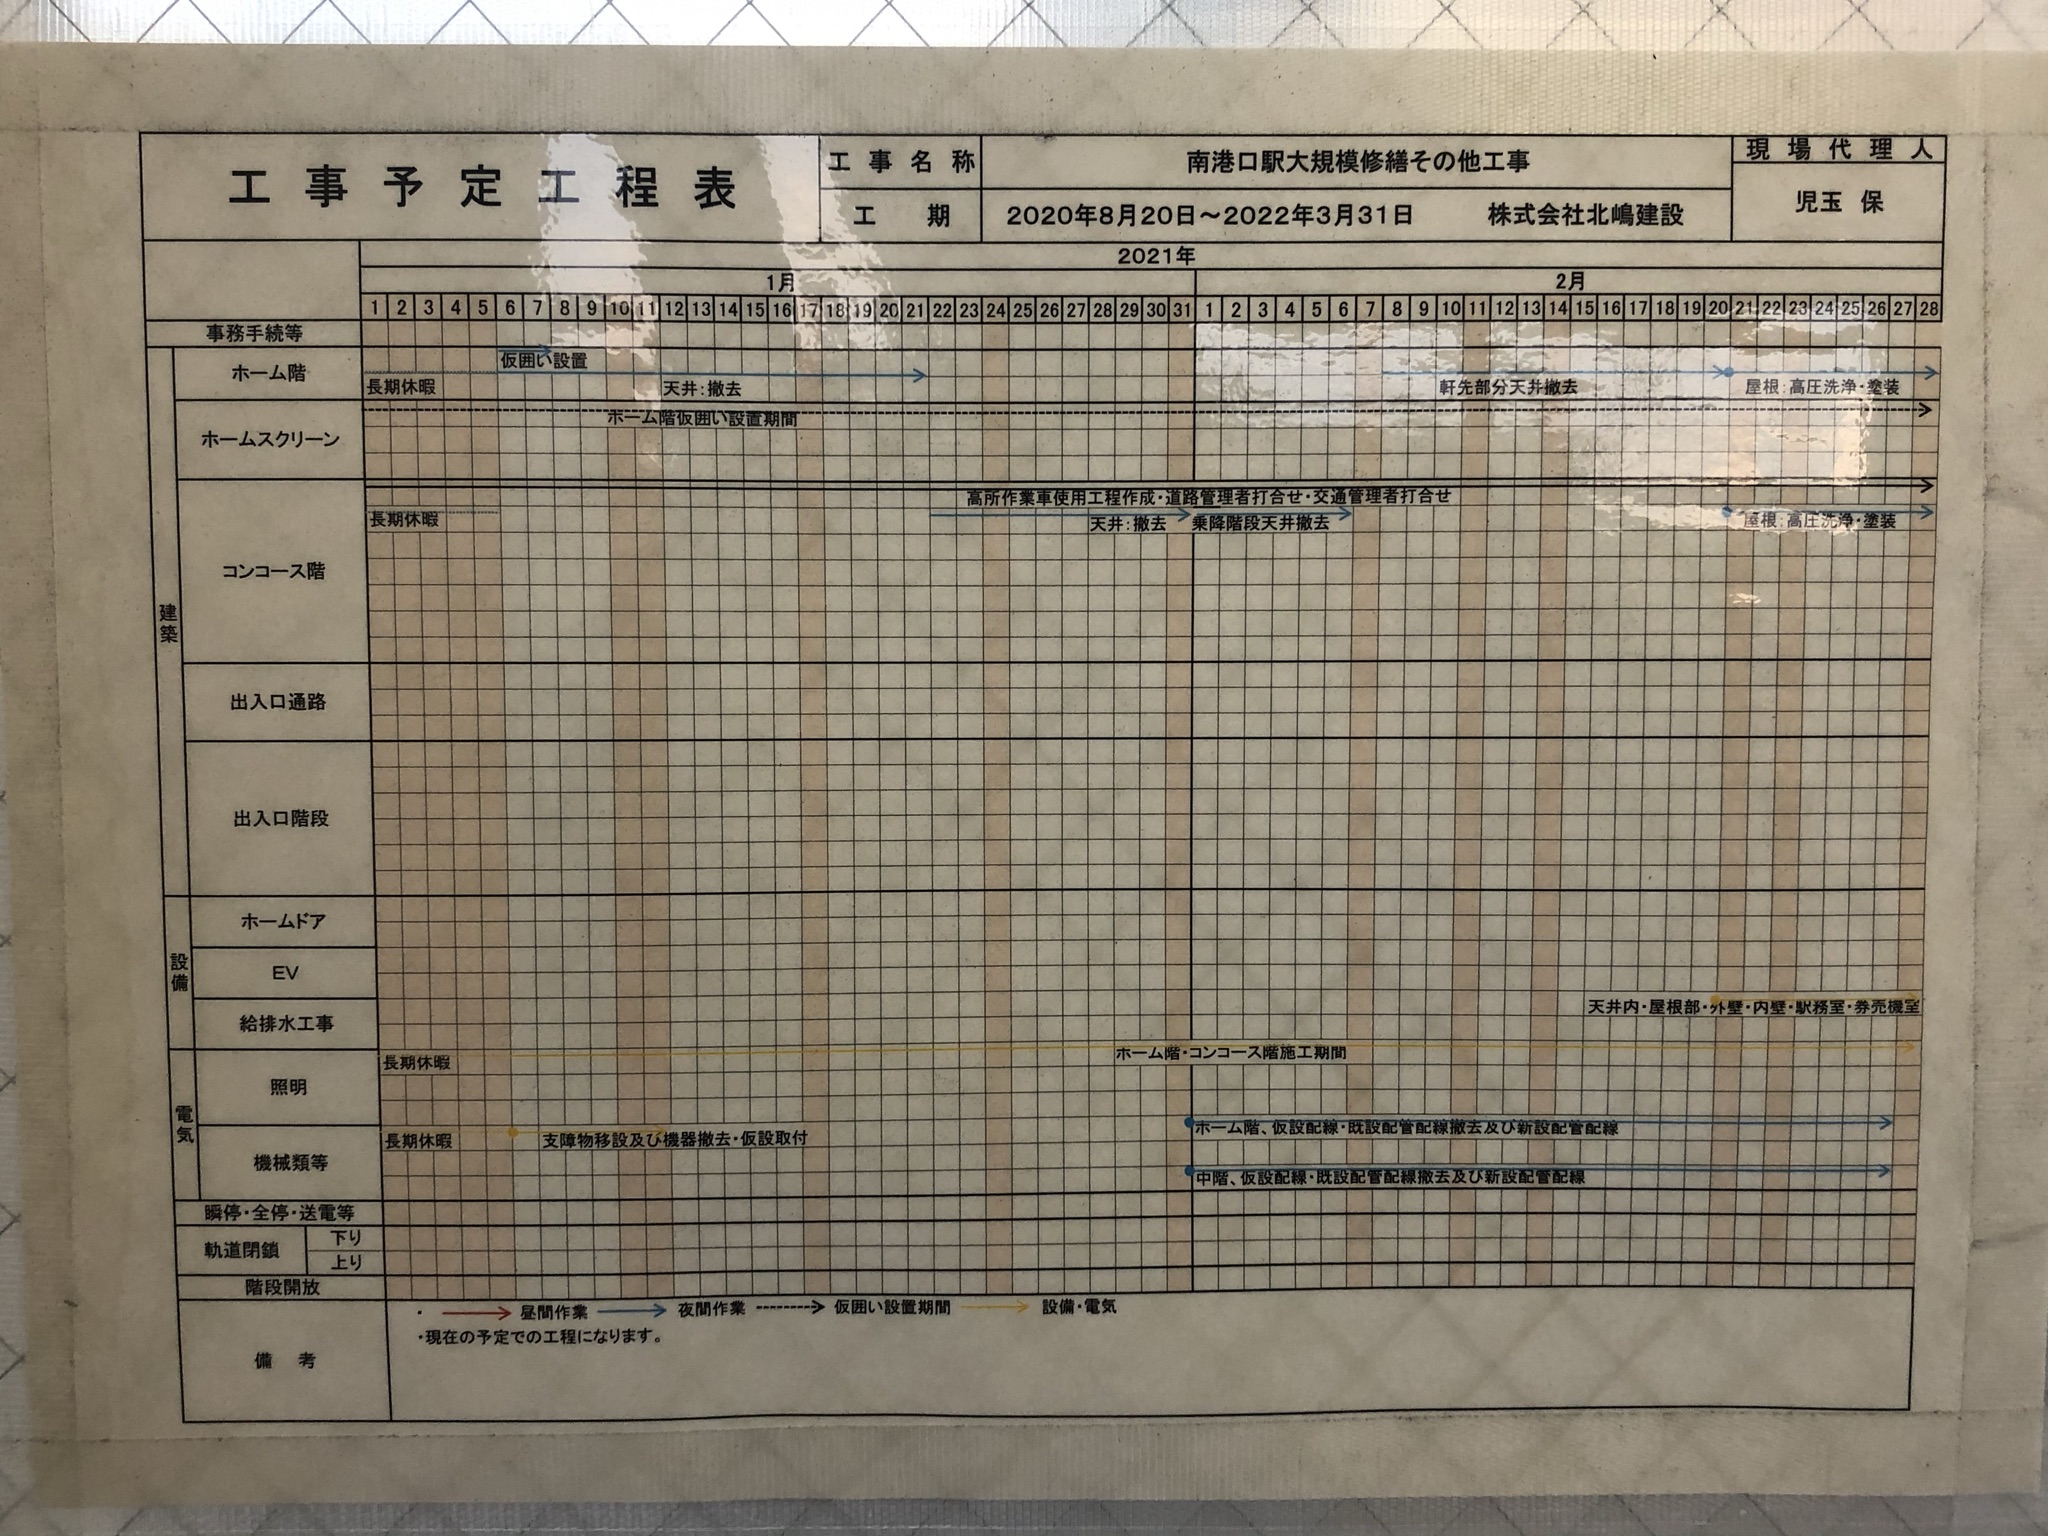 工事予定工程表
工事名称
南港口駅大規模修繕その他工事
現場代理人
工期
2020年8月20日～2022年3月31日 株式会社北嶋建設
児玉 保
2021年
1月 2月
1 2 3 4 5 6 7 8 9 10 11 12 13 14 15 16 17 18 19 20 21 22 23 24 25 26 27 28 29 30 31 1 2 3 4 5 6 7 8 9 10 11 12 13 14 15 16 17 18 19 20 21 22 23 24 25 26 27 28
事務手続等
建築
ホーム階
仮囲い設置
長期休暇 天井：撤去 軒先部分天井撤去 屋根：高圧洗浄・塗装
ホームスクリーン
ホーム階仮囲い設置期間
コンコース階
高所作業車使用工程作成・道路管理者打合せ・交通管理者打合せ
長期休暇 天井：撤去 乗降階段天井撤去 屋根：高圧洗浄・塗装
出入口通路
出入口階段
設備
ホームドア
EV
給排水工事
天井内・屋根部・外壁・内壁・駅務室・券売機室
電気
照明
長期休暇 ホーム階・コンコース階施工期間
機械類等
ホーム階、仮設配線・既設配管配線撤去及び新設配管配線
長期休暇 支障物移設及び機器撤去・仮設取付
中階、仮設配線・既設配管配線撤去及び新設配管配線
瞬停・全停・送電等
軌道閉鎖
下り
上り
階段開放
備考
・ 昼間作業 夜間作業 仮囲い設置期間 設備・電気
・現在の予定での工程になります。